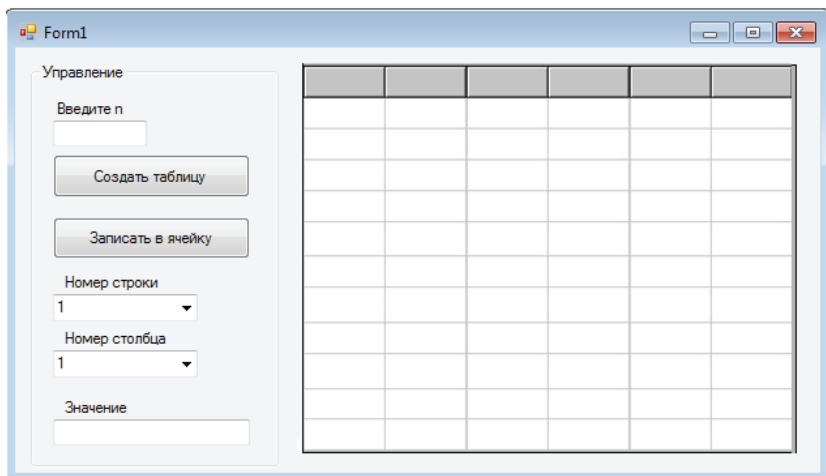 Form1
Управление
Введите n
Создать таблицу
Записать в ячейку
Номер строки
1
Номер столбца
1
Значение